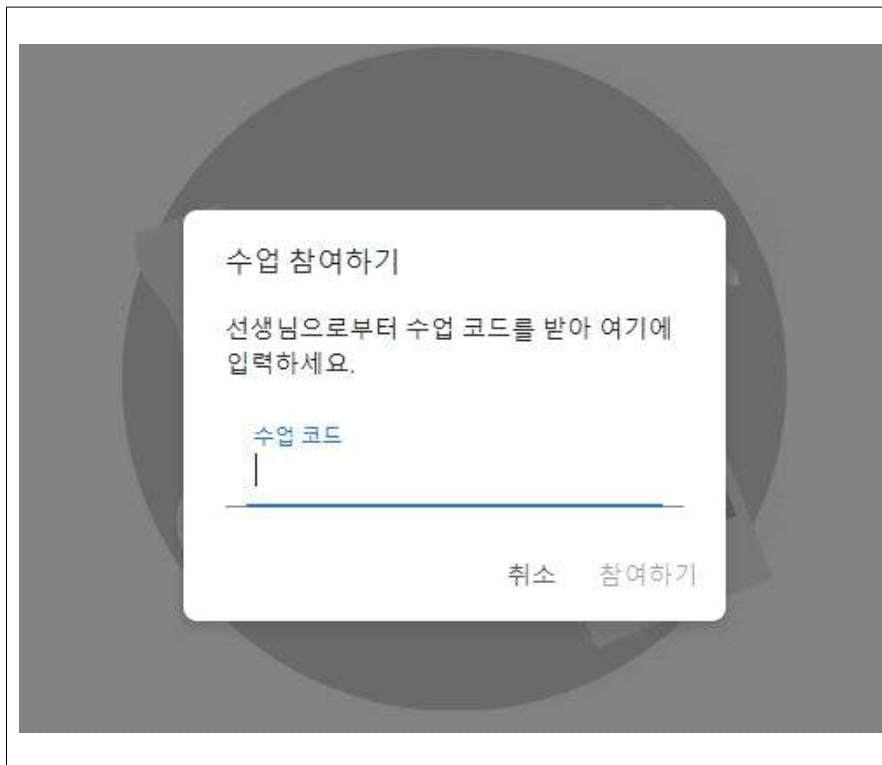 수업 참여하기
선생님으로부터 수업 코드를 받아 여기에
입력하세요.
수업 코드
취소 참여하기